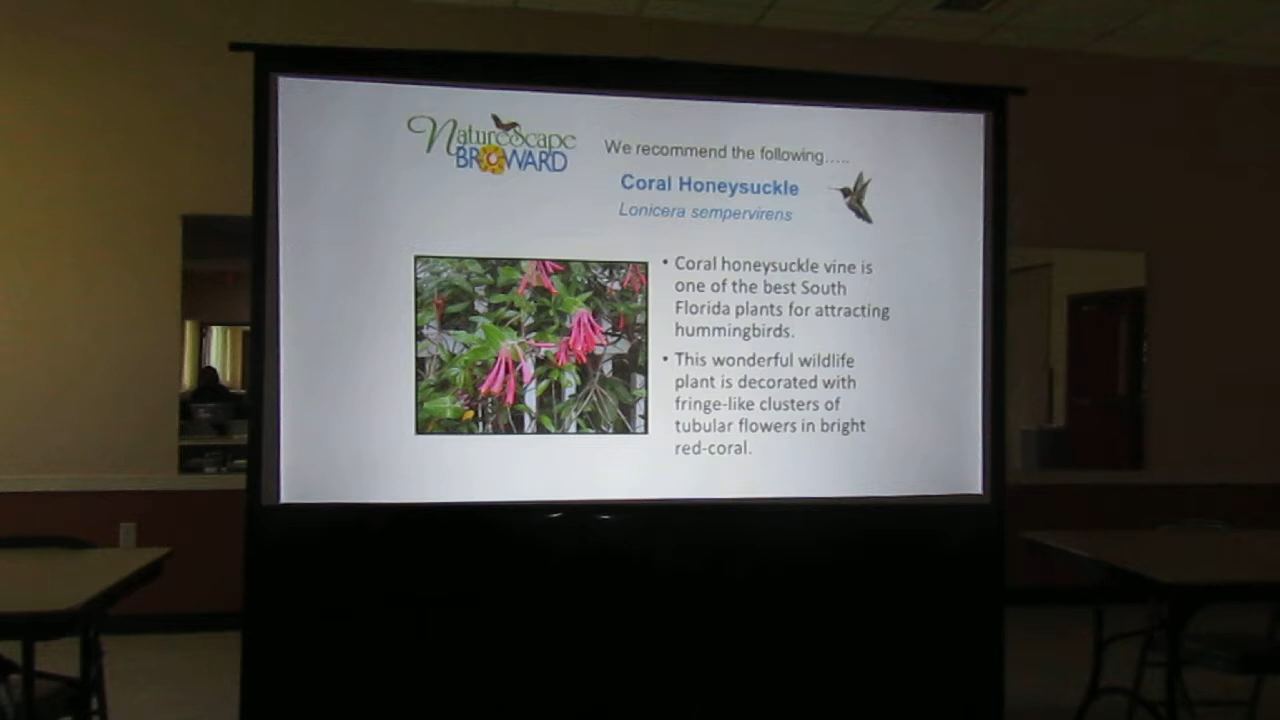 NatureScape
BROWARD
We recommend the following.....
Coral Honeysuckle
Lonicera sempervirens
• Coral honeysuckle vine is
one of the best South
Florida plants for attracting
hummingbirds.
• This wonderful wildlife
plant is decorated with
fringe-like clusters of
tubular flowers in bright
red-coral.